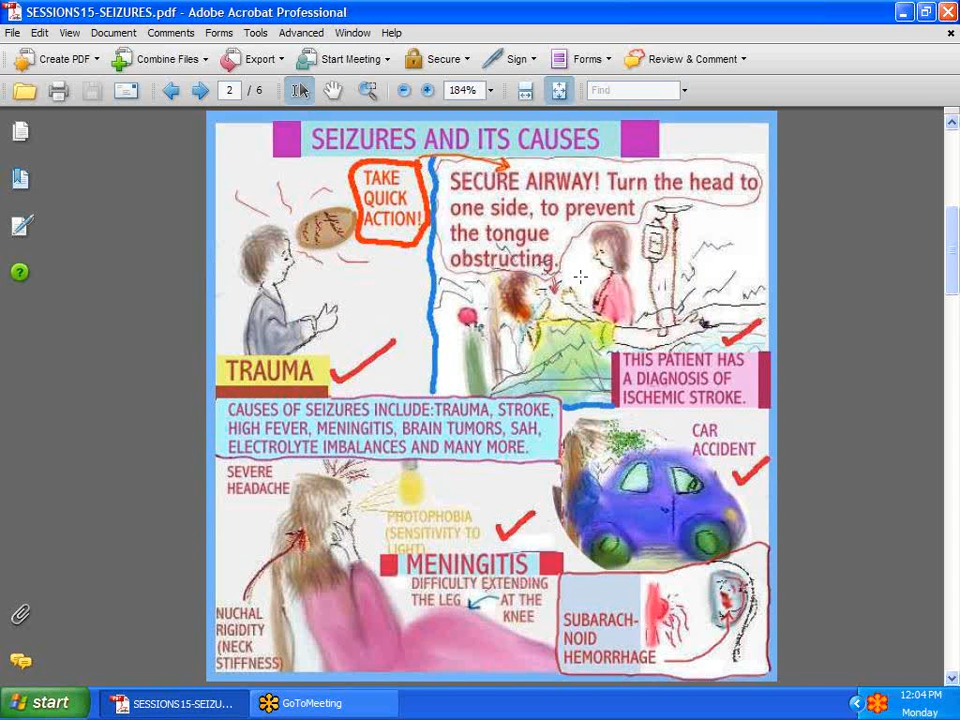 SESSIONS15-SEIZURES.pdf - Adobe Acrobat Professional
File Edit View Document Comments Forms Tools Advanced Window Help
Create PDF Combine Files Export Start Meeting Secure Sign Forms Review & Comment
2 / 6 184% Find
SEIZURES AND ITS CAUSES
TAKE
QUICK
ACTION!
SECURE AIRWAY! Turn the head to
one side, to prevent
the tongue
obstructing.
TRAUMA
THIS PATIENT HAS
A DIAGNOSIS OF
ISCHEMIC STROKE.
CAUSES OF SEIZURES INCLUDE:TRAUMA, STROKE,
HIGH FEVER, MENINGITIS, BRAIN TUMORS, SAH,
ELECTROLYTE IMBALANCES AND MANY MORE.
CAR
ACCIDENT
SEVERE
HEADACHE
PHOTOPHOBIA
(SENSITIVITY TO
LIGHT)
MENINGITIS
DIFFICULTY EXTENDING
THE LEG AT THE
KNEE
NUCHAL
RIGIDITY
(NECK
STIFFNESS)
SUBARACH-
NOID
HEMORRHAGE
start SESSIONS15-SEIZU... GoToMeeting 12:04 PM
Monday